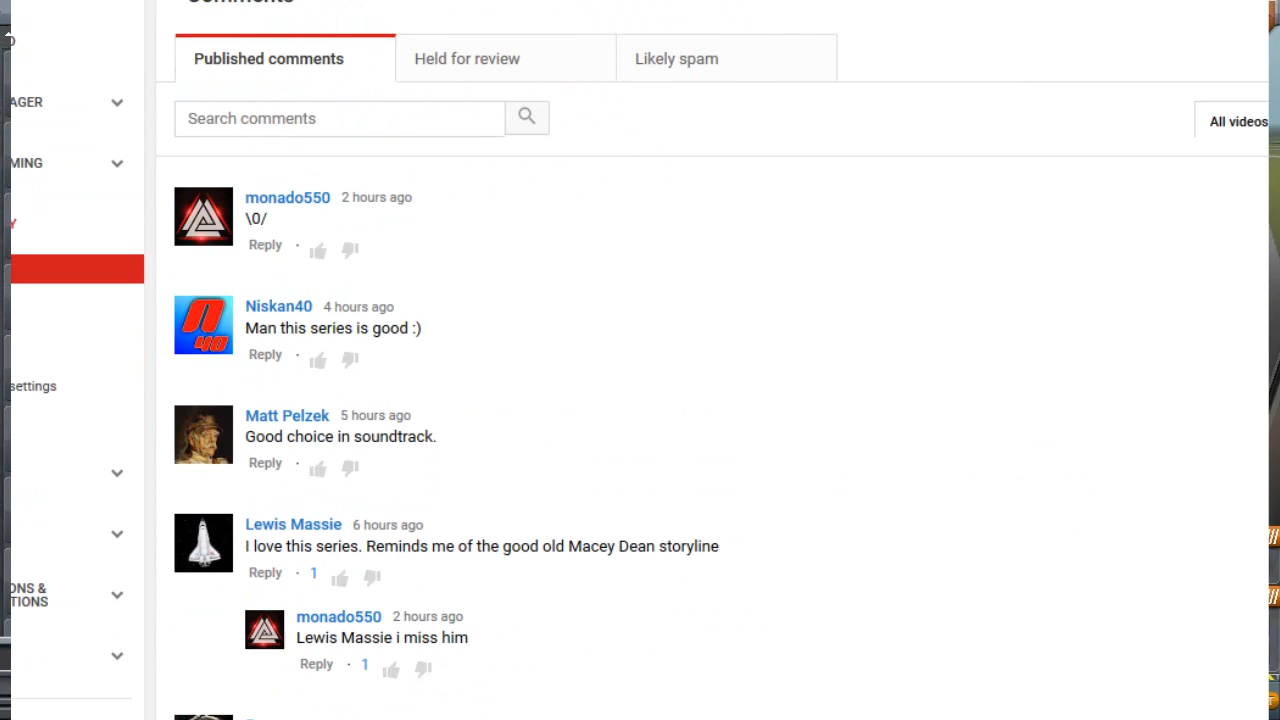 Comments
Published comments
Held for review
Likely spam
Search comments
All videos
AGER
MING
Y
settings
ONS &
TIONS
monado550 2 hours ago
\0/
Reply ·
Niskan40 4 hours ago
Man this series is good :)
Reply ·
Matt Pelzek 5 hours ago
Good choice in soundtrack.
Reply ·
Lewis Massie 6 hours ago
I love this series. Reminds me of the good old Macey Dean storyline
Reply · 1
monado550 2 hours ago
Lewis Massie i miss him
Reply · 1